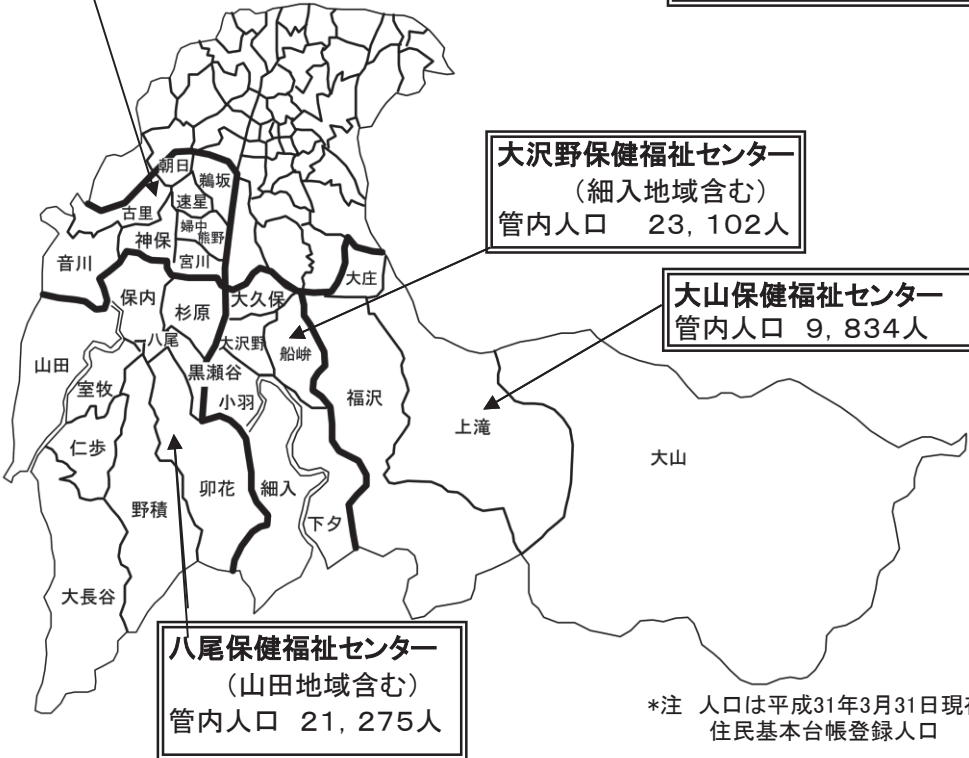 大沢野保健福祉センター
（細入地域含む）
管内人口　23，102人
大山保健福祉センター
管内人口　9，834人
朝日
鵜坂
古里
速星
婦中
熊野
神保
宮川
音川
大庄
保内
杉原
大久保
八尾
太沢野
船峅
山田
黒瀬谷
室牧
小羽
福沢
上滝
仁歩
大山
卯花
細入
野積
下夕
大長谷
八尾保健福祉センター
（山田地域含む）
管内人口　21，275人
*注　人口は平成31年3月31日現在
住民基本台帳登録人口